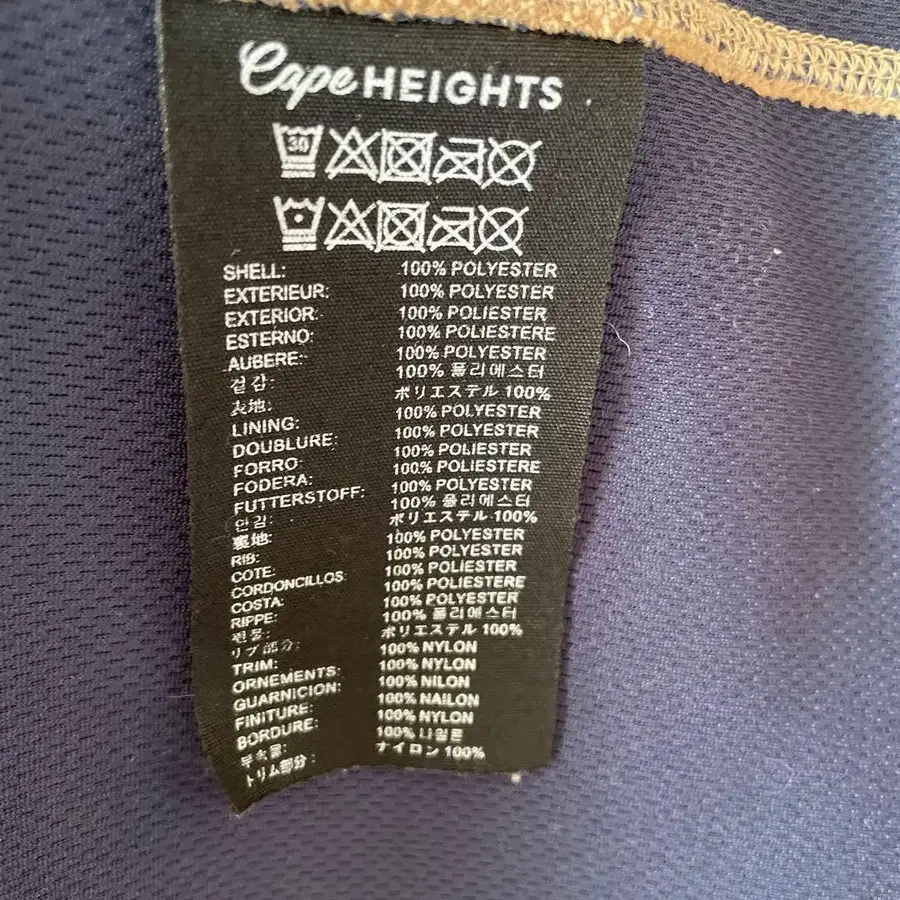 Cape HEIGHTS
30
SHELL: 100% POLYESTER
EXTERIEUR: 100% POLYESTER
EXTERIOR: 100% POLIESTER
ESTERNO: 100% POLIESTERE
AUBERE: 100% POLYESTER
겉감: 100% 폴리에스터
表地: ポリエステル 100%
LINING: 100% POLYESTER
DOUBLURE: 100% POLYESTER
FORRO: 100% POLIESTER
FODERA: 100% POLIESTERE
FUTTERSTOFF: 100% POLYESTER
안감: 100% 폴리에스터
裏地: ポリエステル 100%
RIB: 100% POLYESTER
COTE: 100% POLYESTER
CORDONCILLOS: 100% POLIESTER
COSTA: 100% POLIESTERE
RIPPE: 100% POLYESTER
100% 폴리에스터
リブ部分: ポリエステル 100%
TRIM: 100% NYLON
ORNEMENTS: 100% NYLON
GUARNICION: 100% NILON
FINITURE: 100% NAILON
BORDURE: 100% NYLON
부속물: 100% 나일론
トリム部分: ナイロン 100%